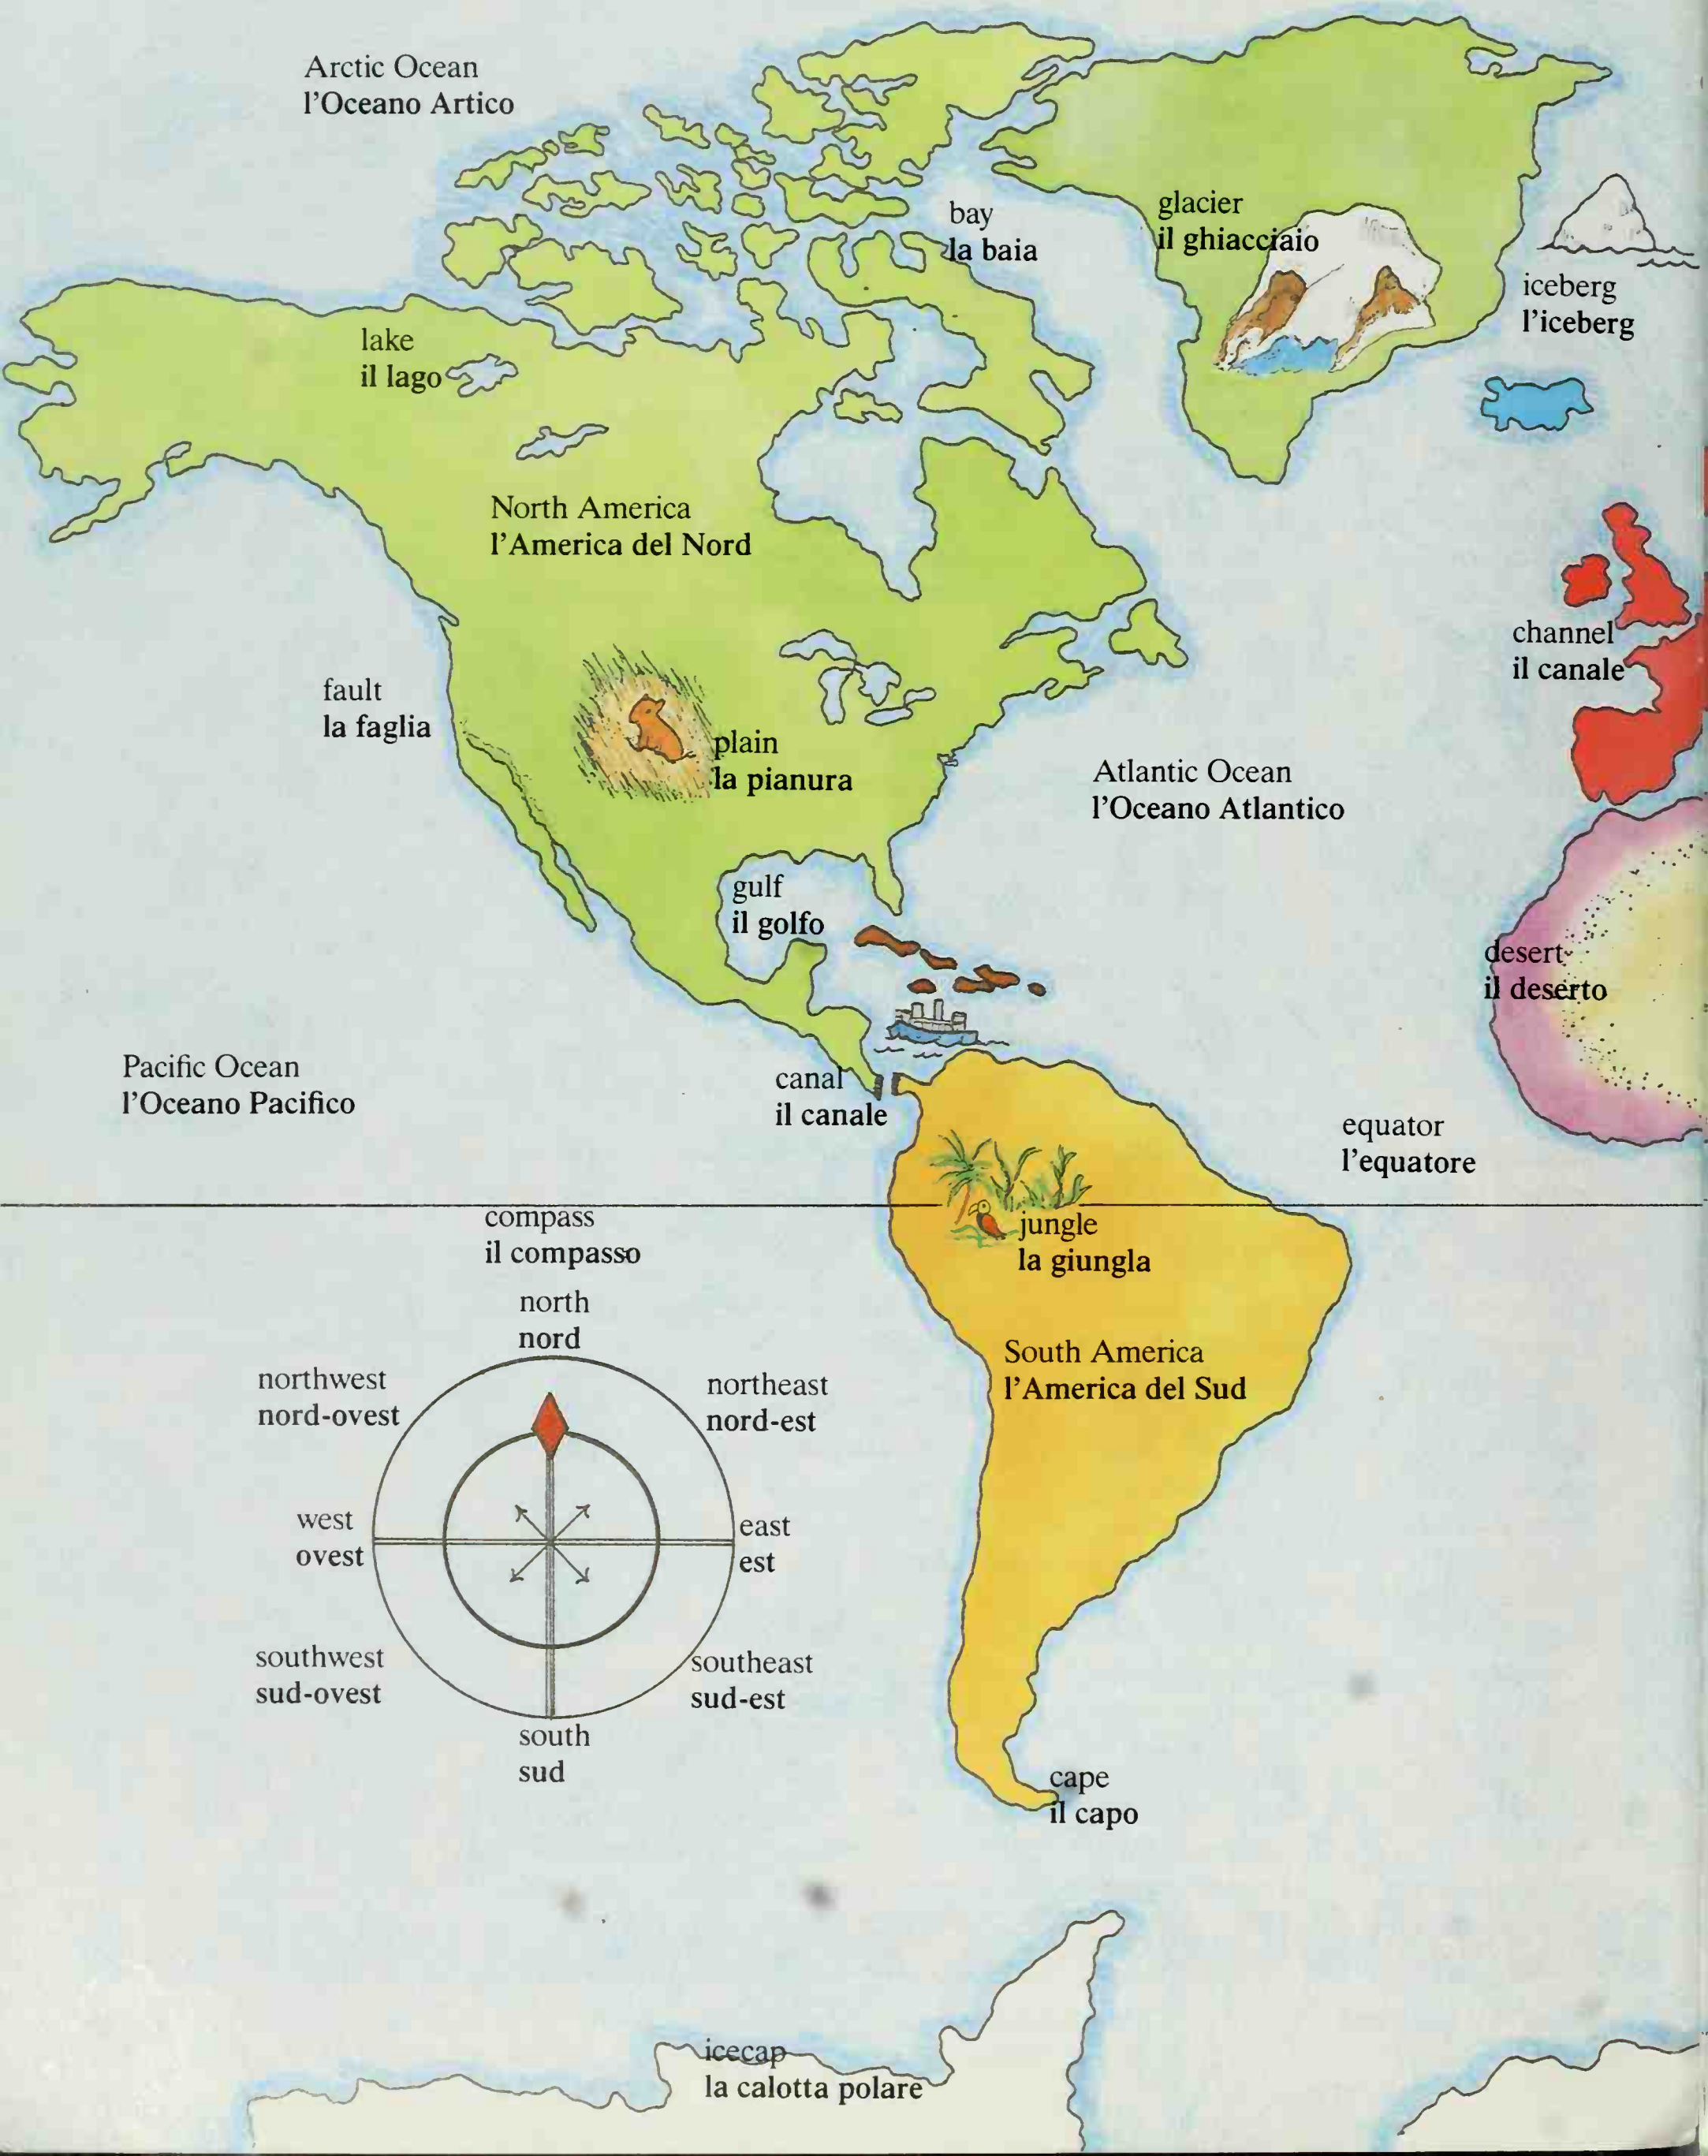 Arctic Ocean
l'Oceano Artico
bay
la baia
glacier
il ghiacciaio
iceberg
l'iceberg
lake
il lago
North America
l'America del Nord
channel
il canale
fault
la faglia
plain
la pianura
Atlantic Ocean
l'Oceano Atlantico
gulf
il golfo
desert
il deserto
Pacific Ocean
l'Oceano Pacifico
canal
il canale
equator
l'equatore
compass
il compasso
jungle
la giungla
north
nord
South America
l'America del Sud
northwest
nord-ovest
northeast
nord-est
west
ovest
east
est
southwest
sud-ovest
southeast
sud-est
south
sud
cape
il capo
icecap
la calotta polare